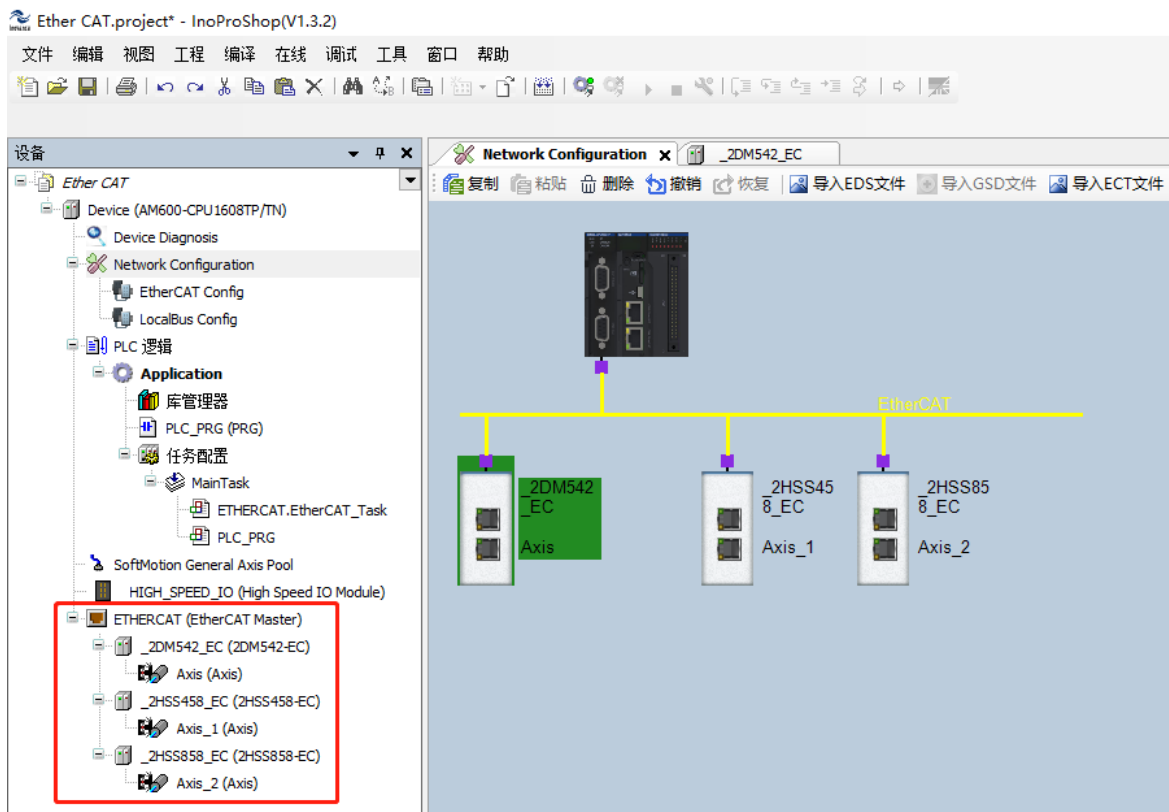 Ether CAT.project* - InoProShop(V1.3.2)
文件 编辑 视图 工程 编译 在线 调试 工具 窗口 帮助
设备
Ether CAT
Device (AM600-CPU1608TP/TN)
Device Diagnosis
Network Configuration
EtherCAT Config
LocalBus Config
PLC 逻辑
Application
库管理器
PLC_PRG (PRG)
任务配置
MainTask
ETHERCAT.EtherCAT_Task
PLC_PRG
SoftMotion General Axis Pool
HIGH_SPEED_IO (High Speed IO Module)
ETHERCAT (EtherCAT Master)
_2DM542_EC (2DM542-EC)
Axis (Axis)
_2HSS458_EC (2HSS458-EC)
Axis_1 (Axis)
_2HSS858_EC (2HSS858-EC)
Axis_2 (Axis)
Network Configuration _2DM542_EC
复制 粘贴 删除 撤销 恢复 导入EDS文件 导入GSD文件 导入ECT文件
EtherCAT
_2DM542
_EC
Axis
_2HSS45
8_EC
Axis_1
_2HSS85
8_EC
Axis_2